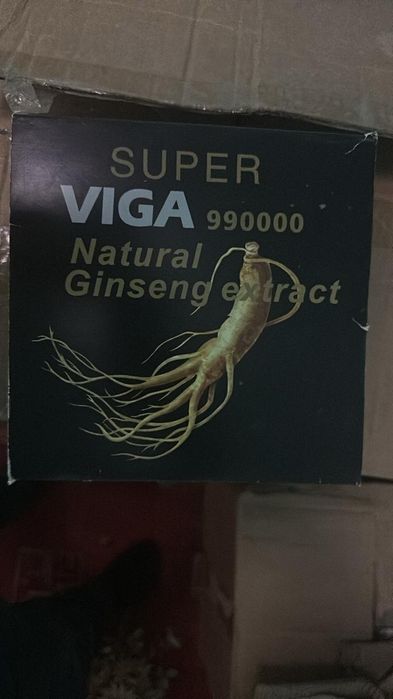 SUPER
VIGA 990000
Natural
Ginseng extract